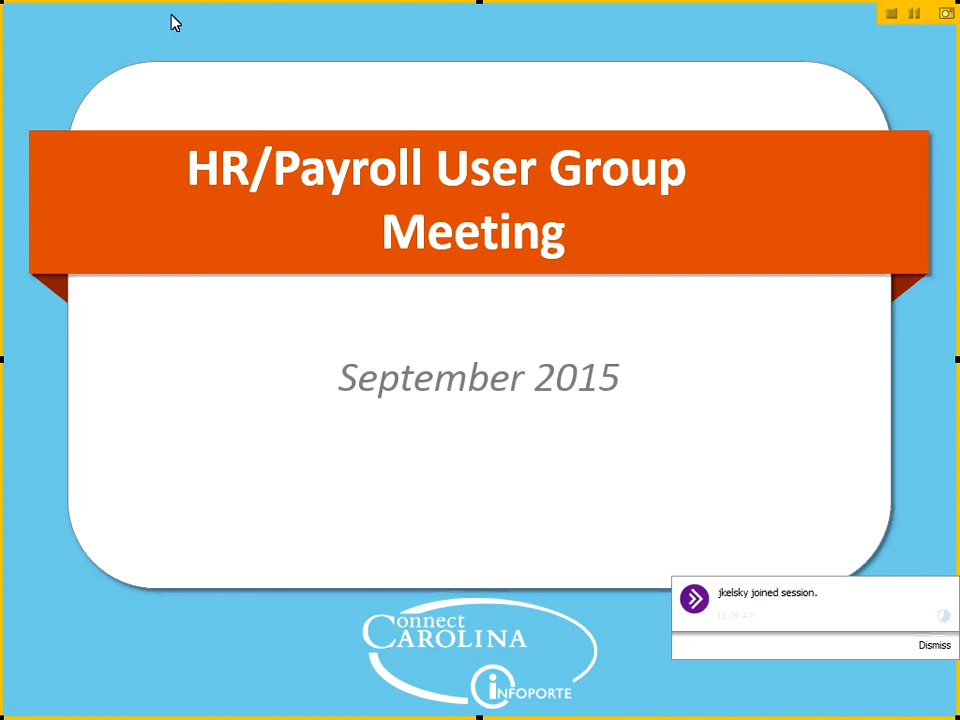 HR/Payroll User Group
Meeting
September 2015
jkelsky joined session.
11:05 AM
Dismiss
Connect
CAROLINA
INFOPORTE